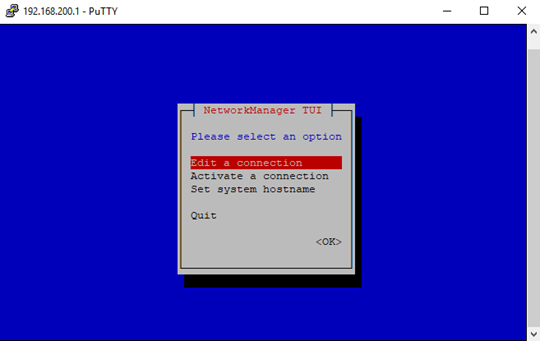 192.168.200.1 - PuTTY
NetworkManager TUI
Please select an option
Edit a connection
Activate a connection
Set system hostname
Quit
<OK>